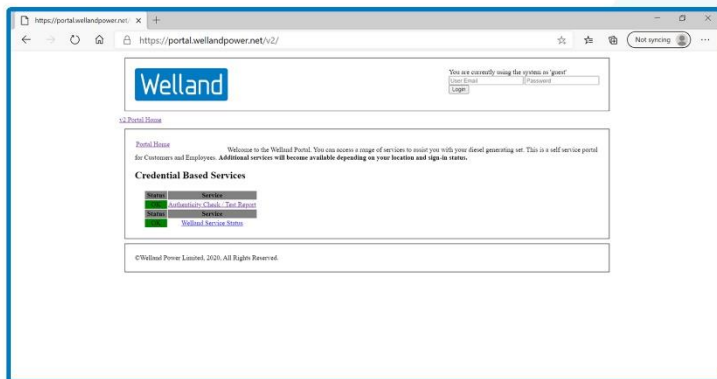 https://portal.wellandpower.net/
https://portal.wellandpower.net/v2/
Not syncing
Welland
You are currently using the system as 'guest'
User Email Password
Login
v2 Portal Home
Portal Home
Welcome to the Welland Portal. You can access a range of services to assist you with your diesel generating set. This is a self service portal
for Customers and Employees. Additional services will become available depending on your location and sign-in status.
Credential Based Services
Status Service
OK Authenticity Check / Test Report
Status Service
OK Welland Service Status
©Welland Power Limited, 2020, All Rights Reserved.